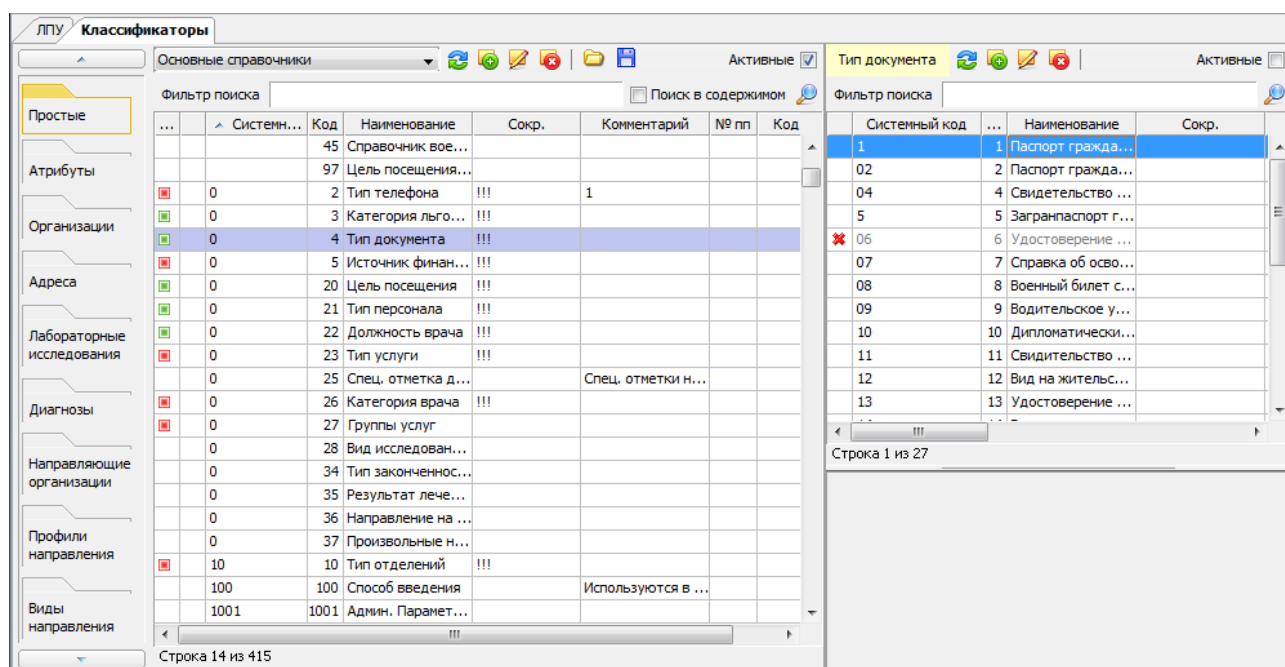 ЛПУ Классификаторы
Основные справочники Активные
Тип документа Активные
Фильтр поиска Поиск в содержимом
Фильтр поиска
Простые
Атрибуты
Организации
Адреса
Лабораторные
исследования
Диагнозы
Направляющие
организации
Профили
направления
Виды
направления
... Системн... Код Наименование Сокр. Комментарий № пп Код
45 Справочник вое...
97 Цель посещения...
0 2 Тип телефона !!! 1
0 3 Категория льго... !!!
0 4 Тип документа !!!
0 5 Источник финан... !!!
0 20 Цель посещения !!!
0 21 Тип персонала !!!
0 22 Должность врача !!!
0 23 Тип услуги !!!
0 25 Спец. отметка д... Спец. отметки н...
0 26 Категория врача !!!
0 27 Группы услуг
0 28 Вид исследован...
0 34 Тип законченнос...
0 35 Результат лече...
0 36 Направление на ...
0 37 Произвольные н...
10 10 Тип отделений !!!
100 100 Способ введения Используются в ...
1001 1001 Админ. Парамет...
Строка 14 из 415
Системный код ... Наименование Сокр.
1 1 Паспорт гражда...
02 2 Паспорт гражда...
04 4 Свидетельство ...
5 5 Загранпаспорт г...
06 6 Удостоверение ...
07 7 Справка об осво...
08 8 Военный билет с...
09 9 Водительское у...
10 10 Дипломатически...
11 11 Свидительство ...
12 12 Вид на жительс...
13 13 Удостоверение ...
Строка 1 из 27